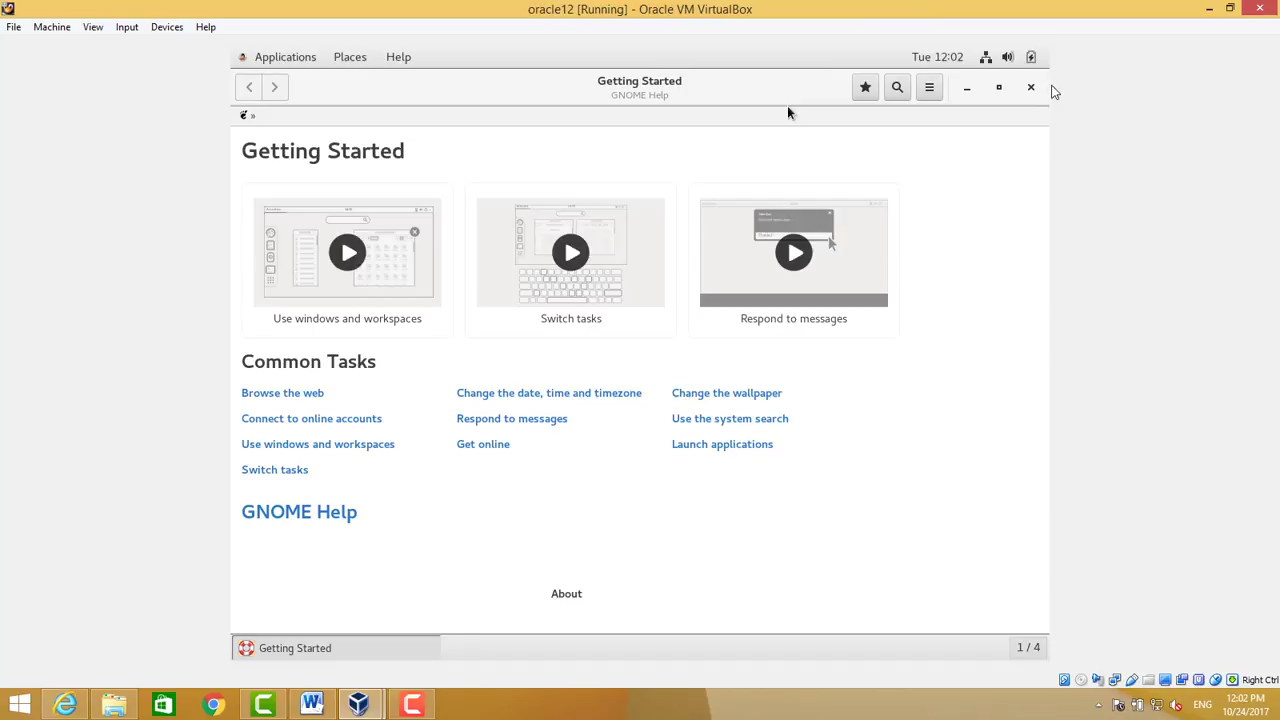 oracle12 [Running] - Oracle VM VirtualBox
File Machine View Input Devices Help
Applications Places Help Tue 12:02
Getting Started
GNOME Help
»
Getting Started
Use windows and workspaces Switch tasks Respond to messages
Common Tasks
Browse the web Change the date, time and timezone Change the wallpaper
Connect to online accounts Respond to messages Use the system search
Use windows and workspaces Get online Launch applications
Switch tasks
GNOME Help
About
Getting Started 1 / 4
Right Ctrl
ENG 12:02 PM
10/24/2017